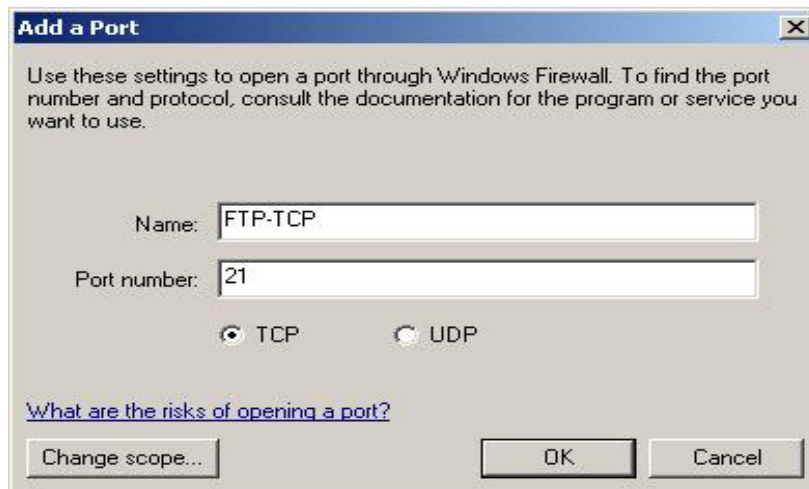 Add a Port
Use these settings to open a port through Windows Firewall. To find the port
number and protocol, consult the documentation for the program or service you
want to use.
Name: FTP-TCP
Port number: 21
TCP UDP
What are the risks of opening a port?
Change scope... OK Cancel